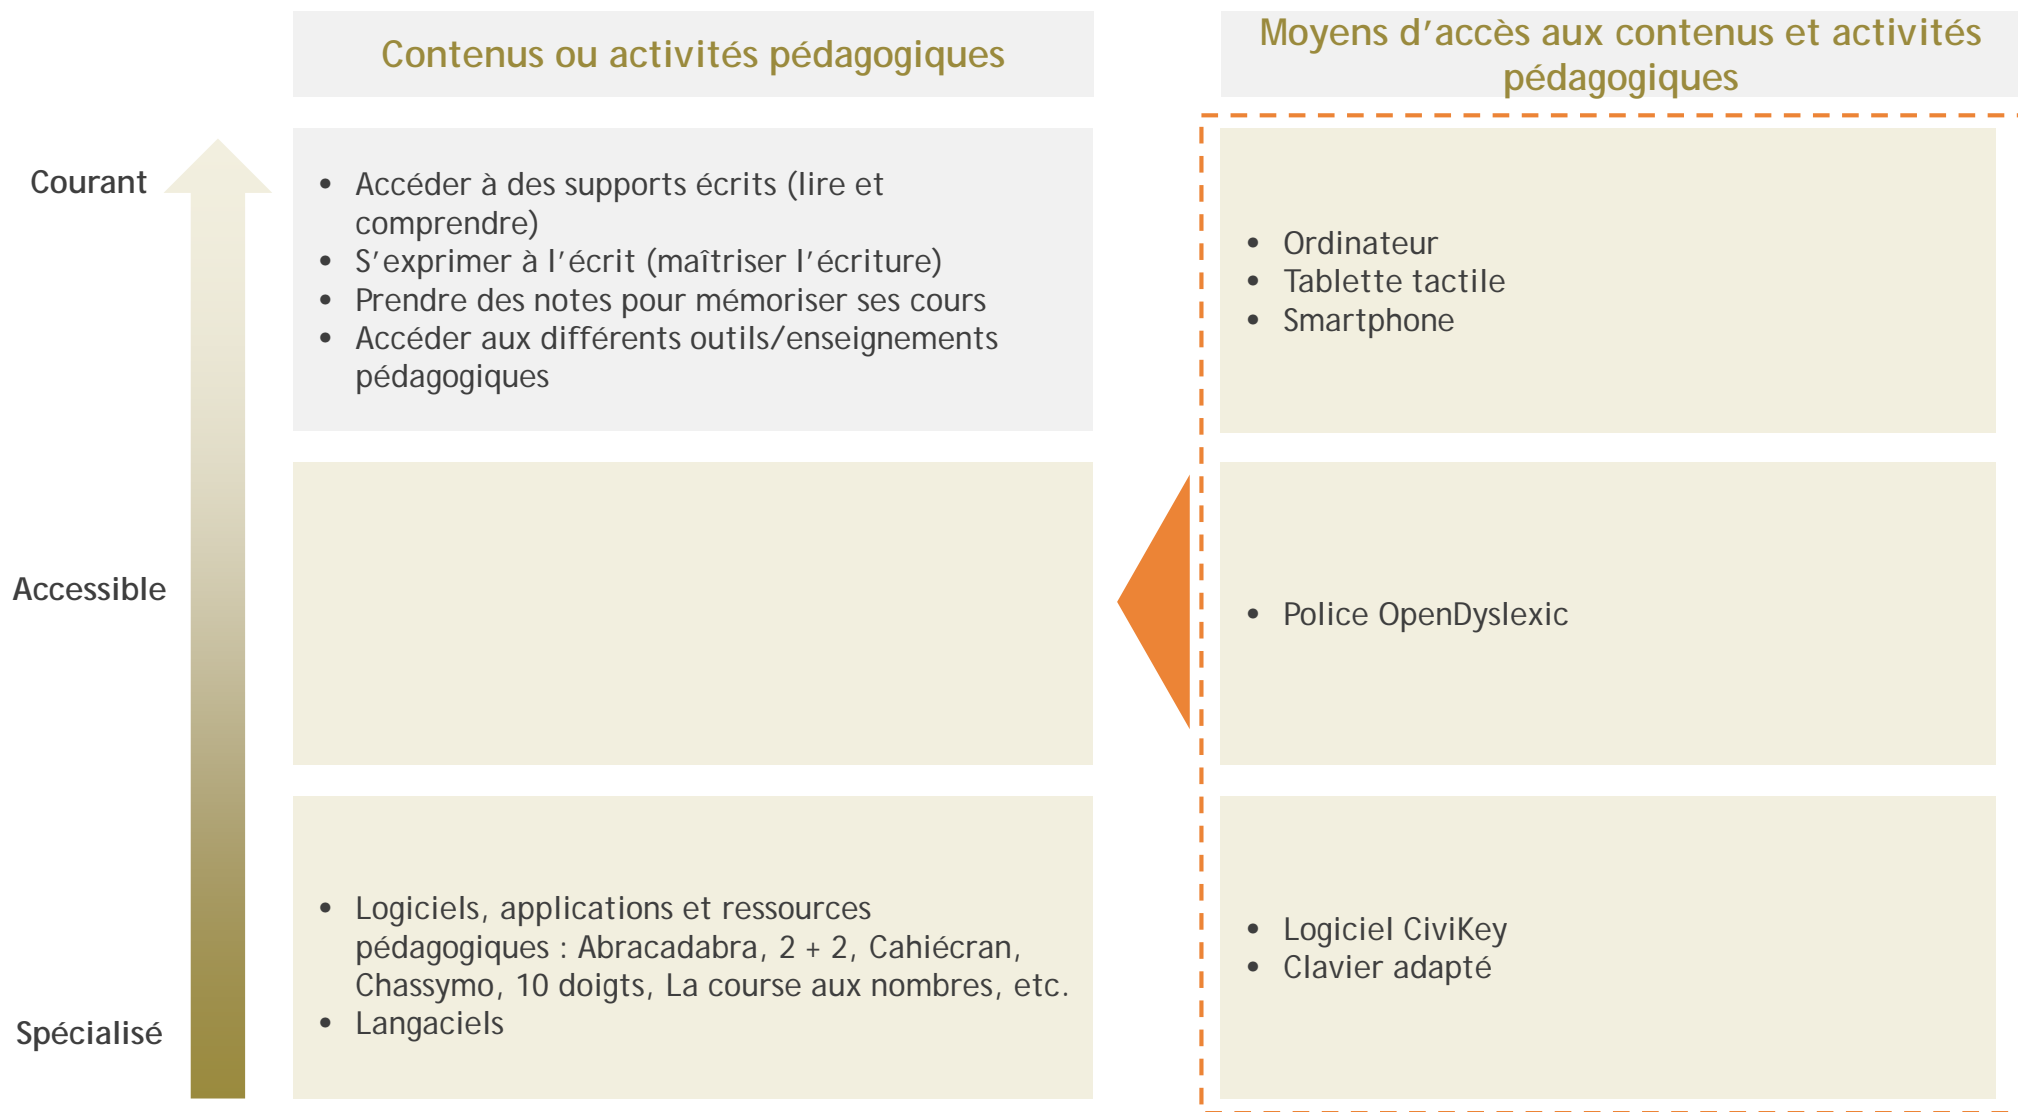 Contenus ou activités pédagogiques
Moyens d’accès aux contenus et activités
pédagogiques
Courant
• Accéder à des supports écrits (lire et
comprendre)
• S’exprimer à l’écrit (maîtriser l’écriture)
• Prendre des notes pour mémoriser ses cours
• Accéder aux différents outils/enseignements
pédagogiques
• Ordinateur
• Tablette tactile
• Smartphone
Accessible
• Police OpenDyslexic
Spécialisé
• Logiciels, applications et ressources
pédagogiques : Abracadabra, 2 + 2, Cahiécran,
Chassymo, 10 doigts, La course aux nombres, etc.
• Langaciels
• Logiciel CiviKey
• Clavier adapté